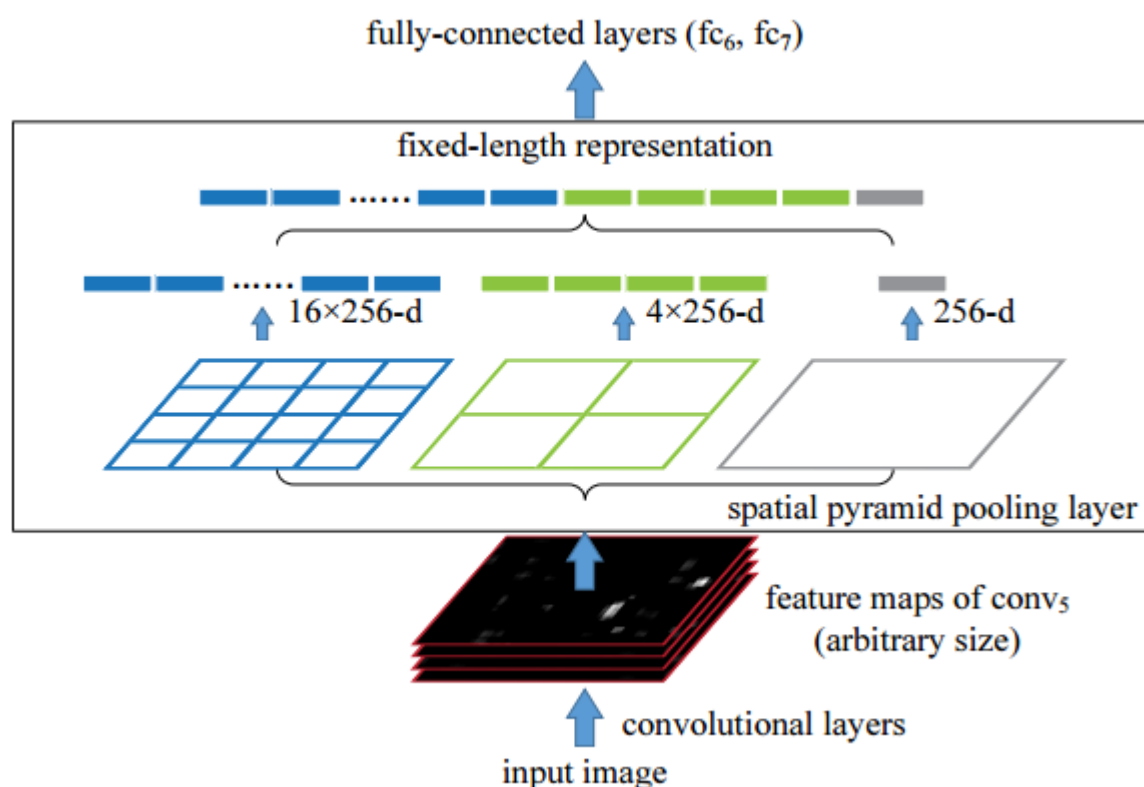 fully-connected layers (fc₆, fc₇)
fixed-length representation
......
......
16×256-d
4×256-d
256-d
spatial pyramid pooling layer
feature maps of conv₅
(arbitrary size)
convolutional layers
input image